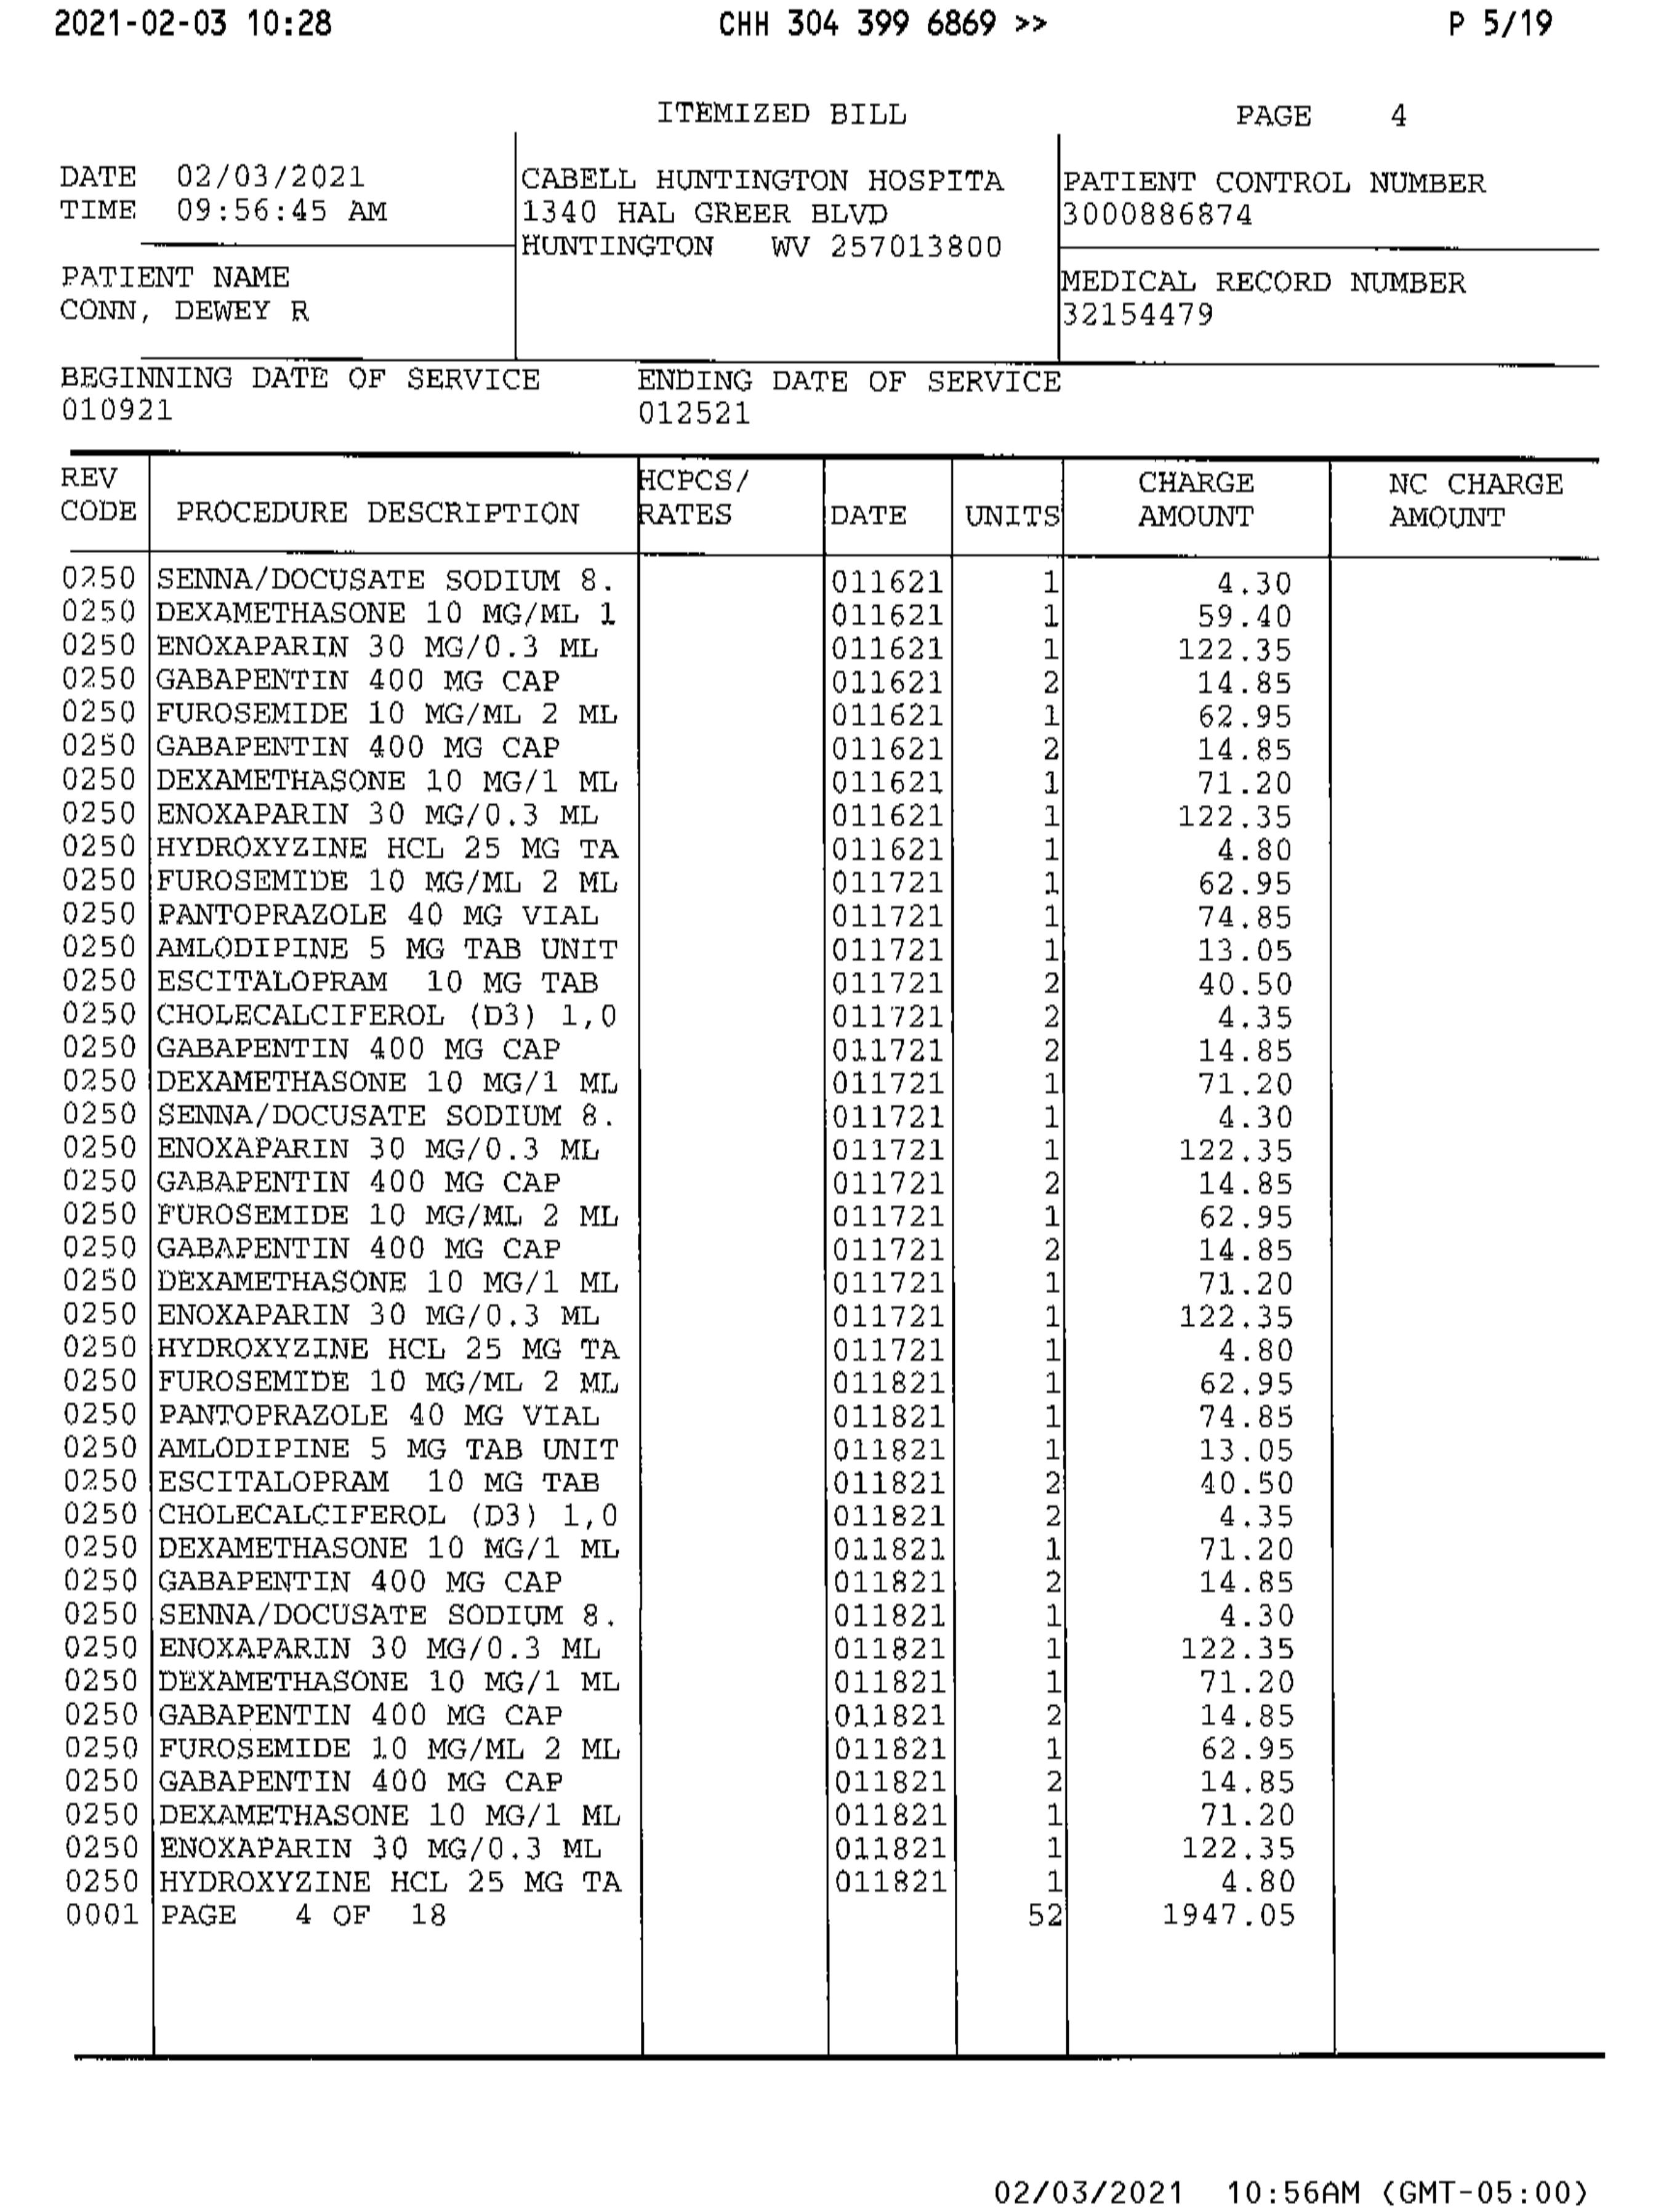 2021-02-03 10:28 CHH 304 399 6869 >> P 5/19
ITEMIZED BILL PAGE 4
DATE 02/03/2021 CABELL HUNTINGTON HOSPITA PATIENT CONTROL NUMBER
TIME 09:56:45 AM 1340 HAL GREER BLVD 3000886874
HUNTINGTON WV 257013800
PATIENT NAME MEDICAL RECORD NUMBER
CONN, DEWEY R 32154479
BEGINNING DATE OF SERVICE ENDING DATE OF SERVICE
010921 012521
REV HCPCS/ CHARGE NC CHARGE
CODE PROCEDURE DESCRIPTION RATES DATE UNITS AMOUNT AMOUNT
0250 SENNA/DOCUSATE SODIUM 8. 011621 1 4.30
0250 DEXAMETHASONE 10 MG/ML 1 011621 1 59.40
0250 ENOXAPARIN 30 MG/0.3 ML 011621 1 122.35
0250 GABAPENTIN 400 MG CAP 011621 2 14.85
0250 FUROSEMIDE 10 MG/ML 2 ML 011621 1 62.95
0250 GABAPENTIN 400 MG CAP 011621 2 14.85
0250 DEXAMETHASONE 10 MG/1 ML 011621 1 71.20
0250 ENOXAPARIN 30 MG/0.3 ML 011621 1 122.35
0250 HYDROXYZINE HCL 25 MG TA 011621 1 4.80
0250 FUROSEMIDE 10 MG/ML 2 ML 011721 1 62.95
0250 PANTOPRAZOLE 40 MG VIAL 011721 1 74.85
0250 AMLODIPINE 5 MG TAB UNIT 011721 1 13.05
0250 ESCITALOPRAM 10 MG TAB 011721 2 40.50
0250 CHOLECALCIFEROL (D3) 1,0 011721 2 4.35
0250 GABAPENTIN 400 MG CAP 011721 2 14.85
0250 DEXAMETHASONE 10 MG/1 ML 011721 1 71.20
0250 SENNA/DOCUSATE SODIUM 8. 011721 1 4.30
0250 ENOXAPARIN 30 MG/0.3 ML 011721 1 122.35
0250 GABAPENTIN 400 MG CAP 011721 2 14.85
0250 FUROSEMIDE 10 MG/ML 2 ML 011721 1 62.95
0250 GABAPENTIN 400 MG CAP 011721 2 14.85
0250 DEXAMETHASONE 10 MG/1 ML 011721 1 71.20
0250 ENOXAPARIN 30 MG/0.3 ML 011721 1 122.35
0250 HYDROXYZINE HCL 25 MG TA 011721 1 4.80
0250 FUROSEMIDE 10 MG/ML 2 ML 011821 1 62.95
0250 PANTOPRAZOLE 40 MG VIAL 011821 1 74.85
0250 AMLODIPINE 5 MG TAB UNIT 011821 1 13.05
0250 ESCITALOPRAM 10 MG TAB 011821 2 40.50
0250 CHOLECALCIFEROL (D3) 1,0 011821 2 4.35
0250 DEXAMETHASONE 10 MG/1 ML 011821 1 71.20
0250 GABAPENTIN 400 MG CAP 011821 2 14.85
0250 SENNA/DOCUSATE SODIUM 8. 011821 1 4.30
0250 ENOXAPARIN 30 MG/0.3 ML 011821 1 122.35
0250 DEXAMETHASONE 10 MG/1 ML 011821 1 71.20
0250 GABAPENTIN 400 MG CAP 011821 2 14.85
0250 FUROSEMIDE 10 MG/ML 2 ML 011821 1 62.95
0250 GABAPENTIN 400 MG CAP 011821 2 14.85
0250 DEXAMETHASONE 10 MG/1 ML 011821 1 71.20
0250 ENOXAPARIN 30 MG/0.3 ML 011821 1 122.35
0250 HYDROXYZINE HCL 25 MG TA 011821 1 4.80
0001 PAGE 4 OF 18 52 1947.05
02/03/2021 10:56AM (GMT-05:00)